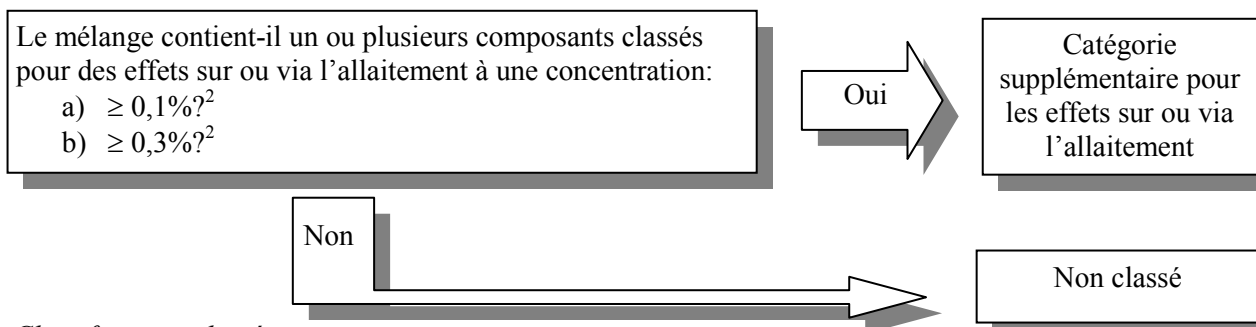 Le mélange contient-il un ou plusieurs composants classés
pour des effets sur ou via l'allaitement à une concentration:
a) ≥ 0,1%?²
b) ≥ 0,3%?²
Oui
Catégorie
supplémentaire pour
les effets sur ou via
l'allaitement
Non
Non classé